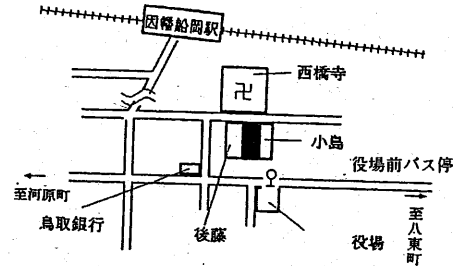 因幡船岡駅
西橋寺
卍
小島
役場前バス停
至河原町
鳥取銀行
後藤
役場
至八東町